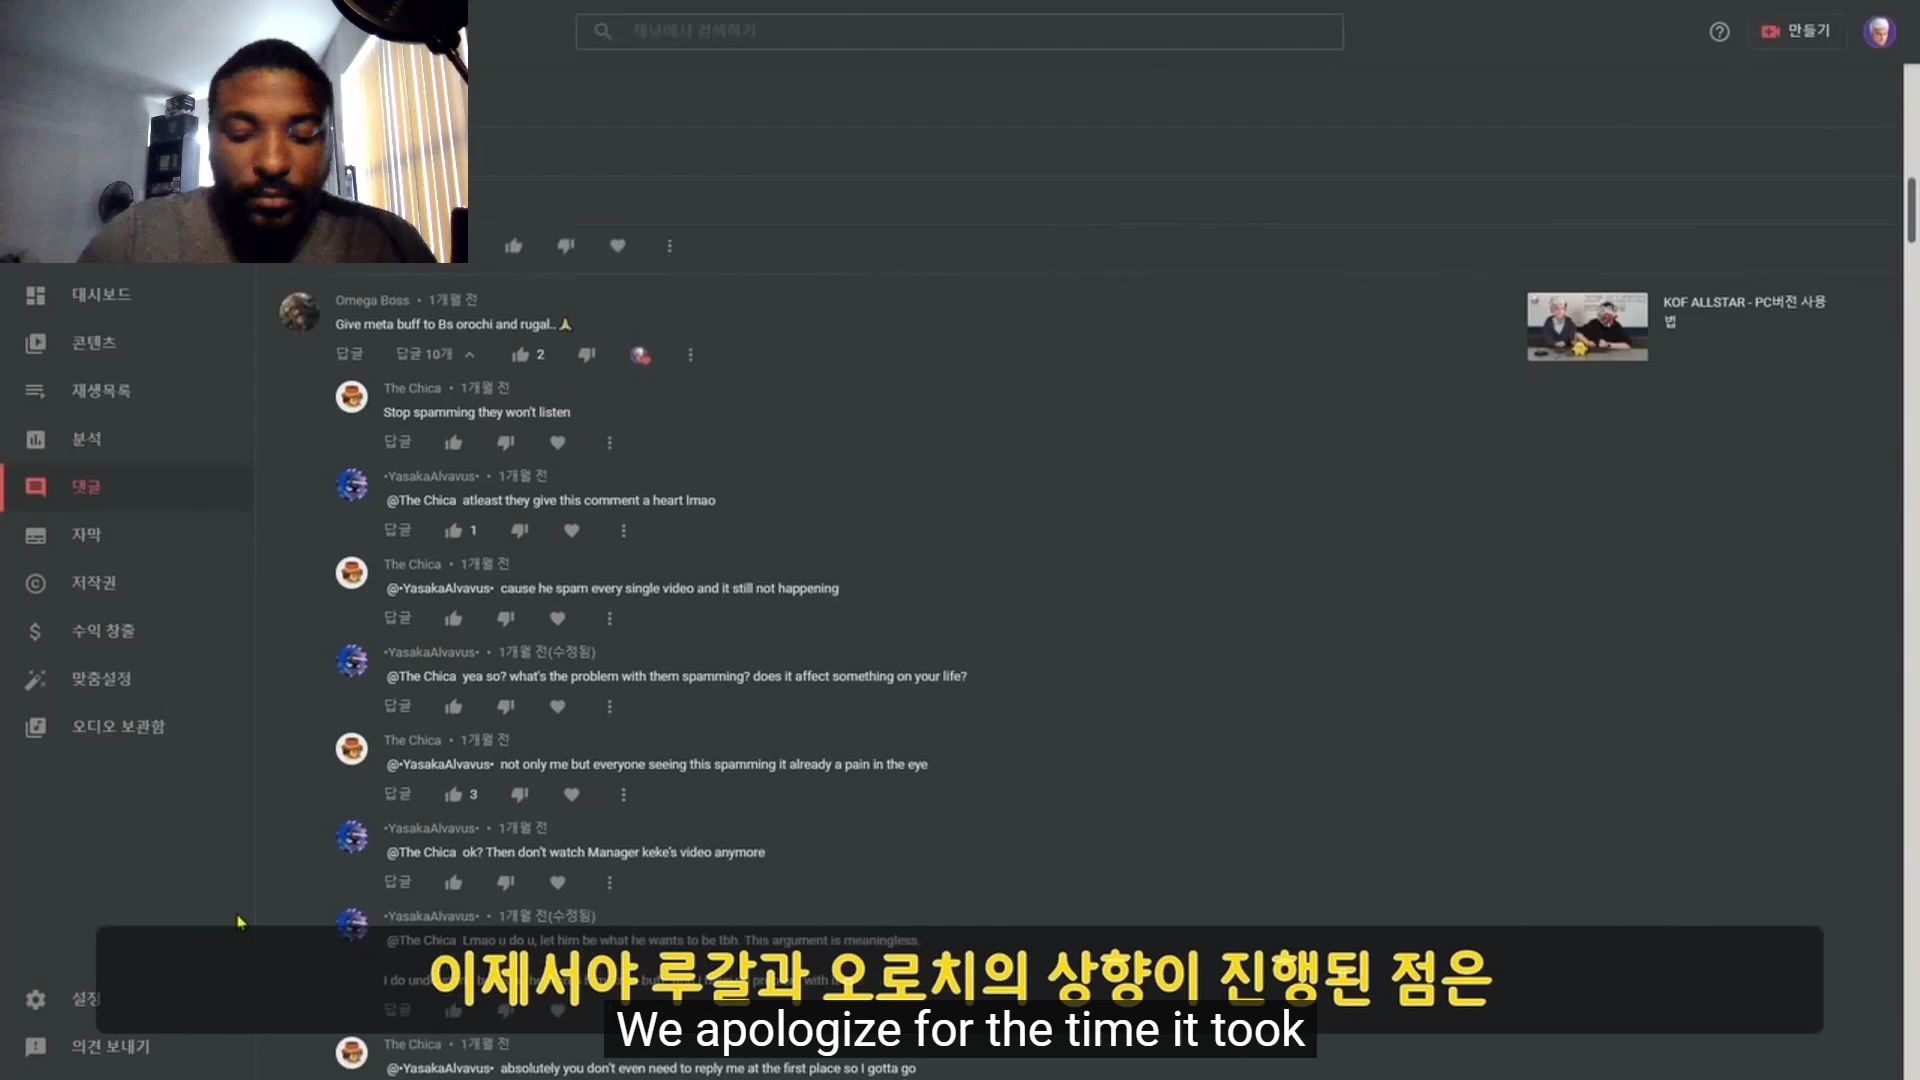 채널에서 검색하기
만들기
대시보드
콘텐츠
재생목록
분석
댓글
자막
저작권
수익 창출
맞춤설정
오디오 보관함
설정
의견 보내기
Omega Boss • 1개월 전
Give meta buff to Bs orochi and rugal.. 🙏
답글 답글 10개 2
KOF ALLSTAR - PC버전 사용
법
The Chica • 1개월 전
Stop spamming they won't listen
답글
•YasakaAlvavus• • 1개월 전
@The Chica atleast they give this comment a heart lmao
답글 1
The Chica • 1개월 전
@•YasakaAlvavus• cause he spam every single video and it still not happening
답글
•YasakaAlvavus• • 1개월 전(수정됨)
@The Chica yea so? what's the problem with them spamming? does it affect something on your life?
답글
The Chica • 1개월 전
@•YasakaAlvavus• not only me but everyone seeing this spamming it already a pain in the eye
답글 3
•YasakaAlvavus• • 1개월 전
@The Chica ok? Then don't watch Manager keke's video anymore
답글
•YasakaAlvavus• • 1개월 전(수정됨)
@The Chica Lmao u do u, let him be what he wants to be tbh. This argument is meaningless.
I do
답글
이제서야 루갈과 오로치의 상향이 진행된 점은
We apologize for the time it took
The Chica • 1개월 전
@•YasakaAlvavus• absolutely you don't even need to reply me at the first place so I gotta go